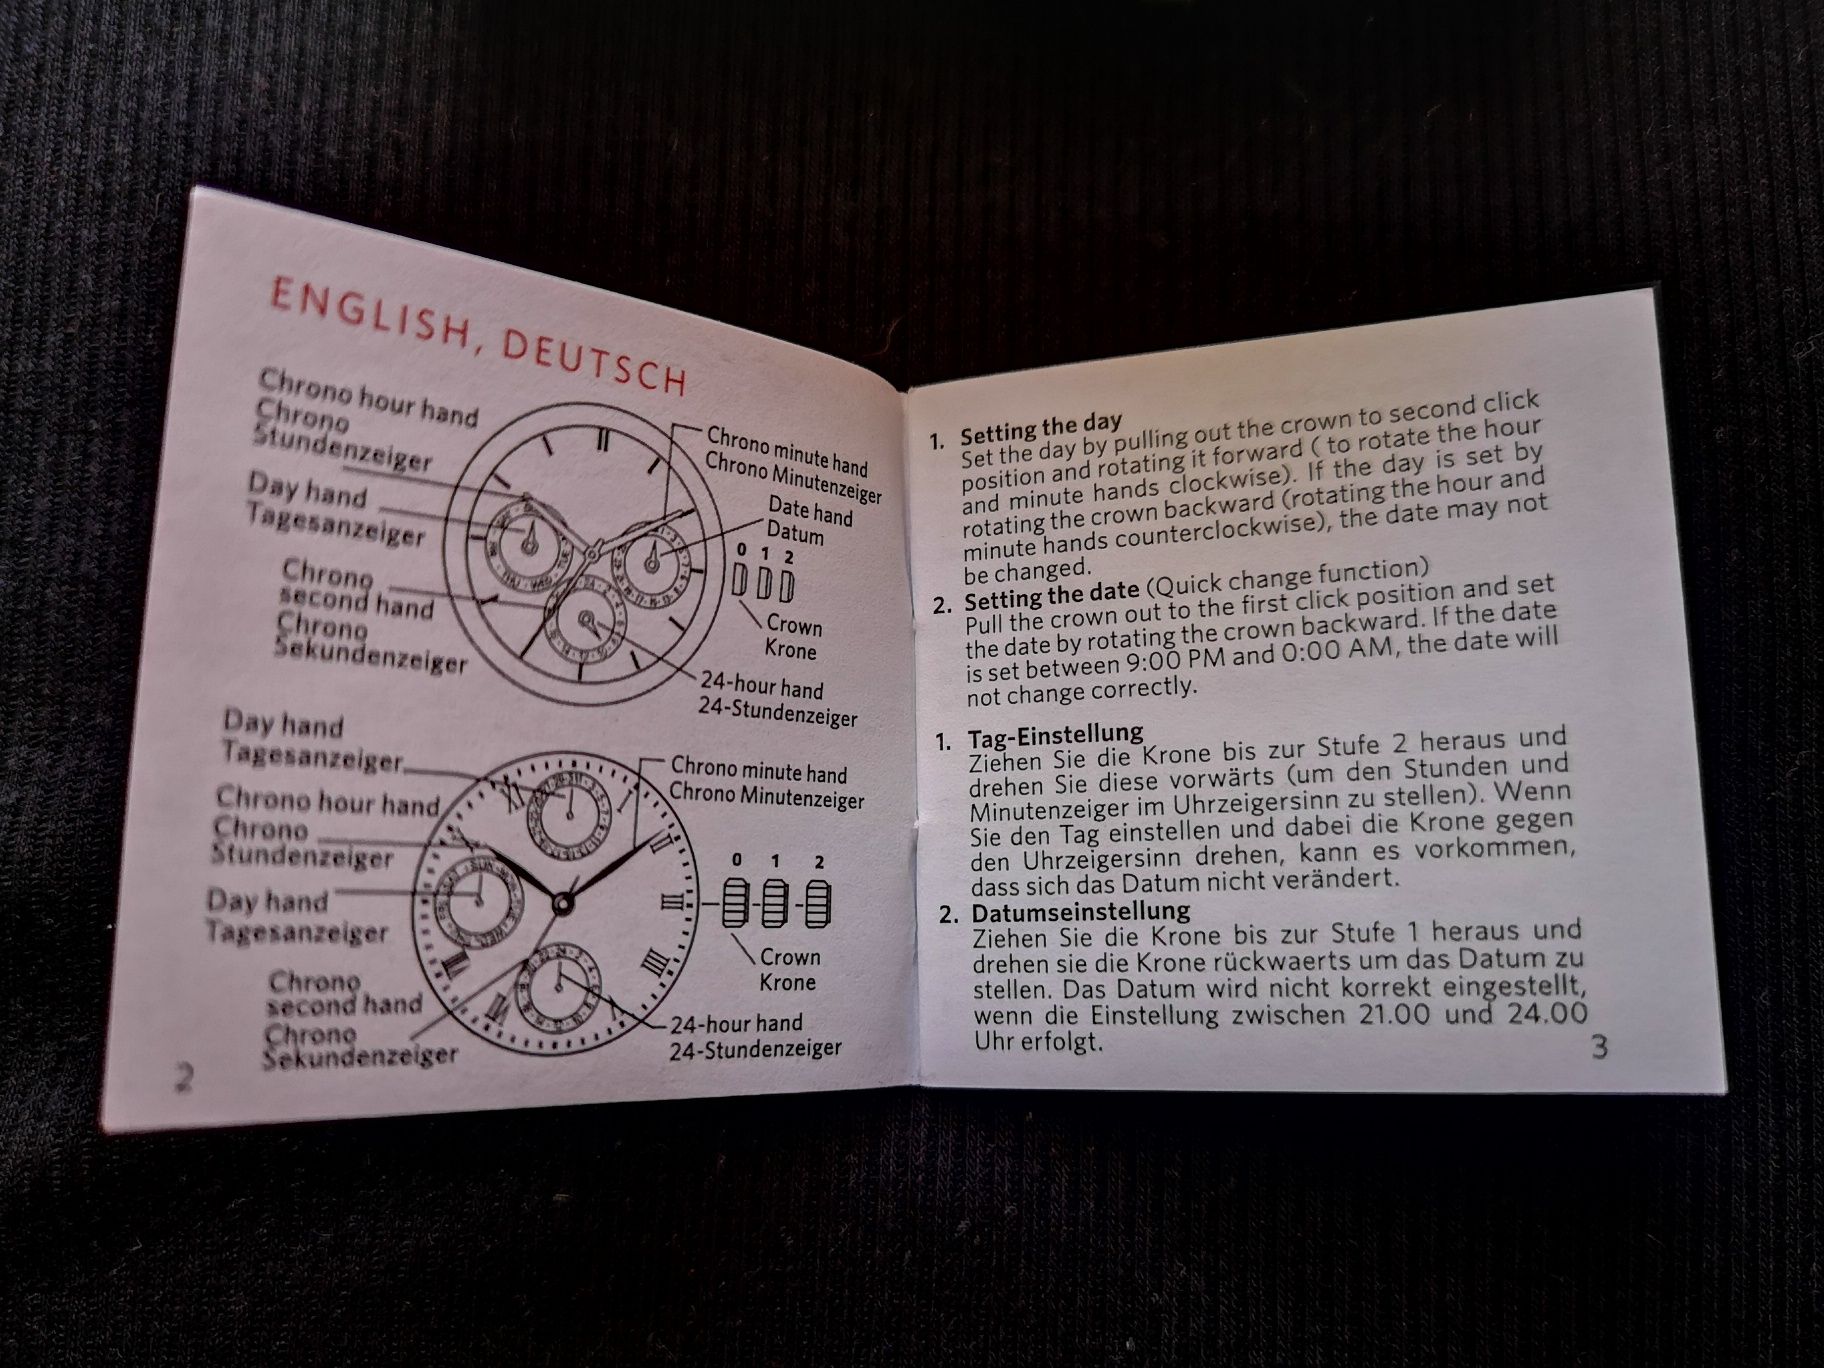 ENGLISH, DEUTSCH
Chrono hour hand
Chrono
Stundenzeiger
Day hand
Tagesanzeiger
Chrono
second hand
Chrono
Sekundenzeiger
Chrono minute hand
Chrono Minutenzeiger
Date hand
Datum
0 1 2
Crown
Krone
24-hour hand
24-Stundenzeiger
Day hand
Tagesanzeiger
Chrono hour hand
Chrono
Stundenzeiger
Day hand
Tagesanzeiger
Chrono
second hand
Chrono
Sekundenzeiger
Chrono minute hand
Chrono Minutenzeiger
0 1 2
Crown
Krone
24-hour hand
24-Stundenzeiger
2
1. Setting the day
Set the day by pulling out the crown to second click
position and rotating it forward ( to rotate the hour
and minute hands clockwise). If the day is set by
rotating the crown backward (rotating the hour and
minute hands counterclockwise), the date may not
be changed.
2. Setting the date (Quick change function)
Pull the crown out to the first click position and set
the date by rotating the crown backward. If the date
is set between 9:00 PM and 0:00 AM, the date will
not change correctly.
1. Tag-Einstellung
Ziehen Sie die Krone bis zur Stufe 2 heraus und
drehen Sie diese vorwärts (um den Stunden und
Minutenzeiger im Uhrzeigersinn zu stellen). Wenn
Sie den Tag einstellen und dabei die Krone gegen
den Uhrzeigersinn drehen, kann es vorkommen,
dass sich das Datum nicht verändert.
2. Datumseinstellung
Ziehen Sie die Krone bis zur Stufe 1 heraus und
drehen sie die Krone rückwaerts um das Datum zu
stellen. Das Datum wird nicht korrekt eingestellt,
wenn die Einstellung zwischen 21.00 und 24.00
Uhr erfolgt.
3